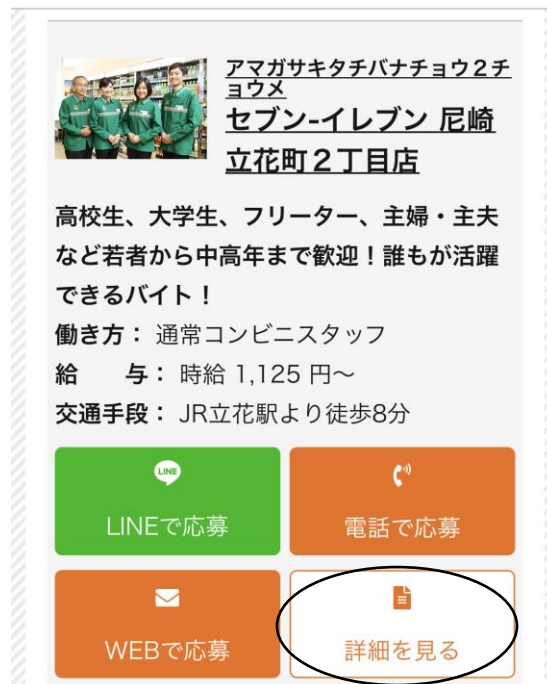 アマガサキタチバナチョウ２チ
ョウメ
セブン-イレブン 尼崎
立花町２丁目店
高校生、大学生、フリーター、主婦・主夫
など若者から中高年まで歓迎！誰もが活躍
できるバイト！
働き方： 通常コンビニスタッフ
給　　与： 時給 1,125 円～
交通手段： JR立花駅より徒歩8分
LINE
LINEで応募
電話で応募
WEBで応募
詳細を見る